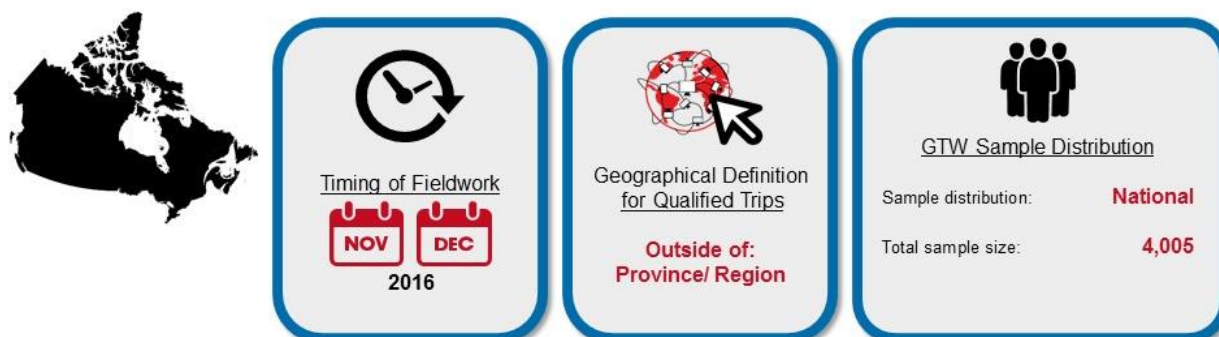 Timing of Fieldwork
NOV DEC
2016
Geographical Definition
for Qualified Trips
Outside of:
Province/ Region
GTW Sample Distribution
Sample distribution: National
Total sample size: 4,005